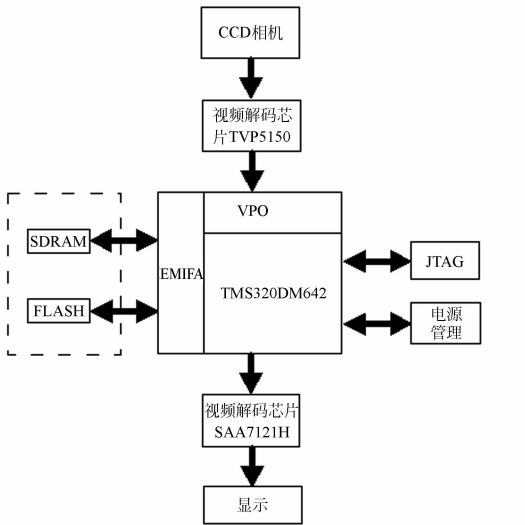 CCD相机
视频解码芯
片TVP5150
VPO
SDRAM
EMIFA
TMS320DM642
JTAG
FLASH
电源
管理
视频解码芯片
SAA7121H
显示